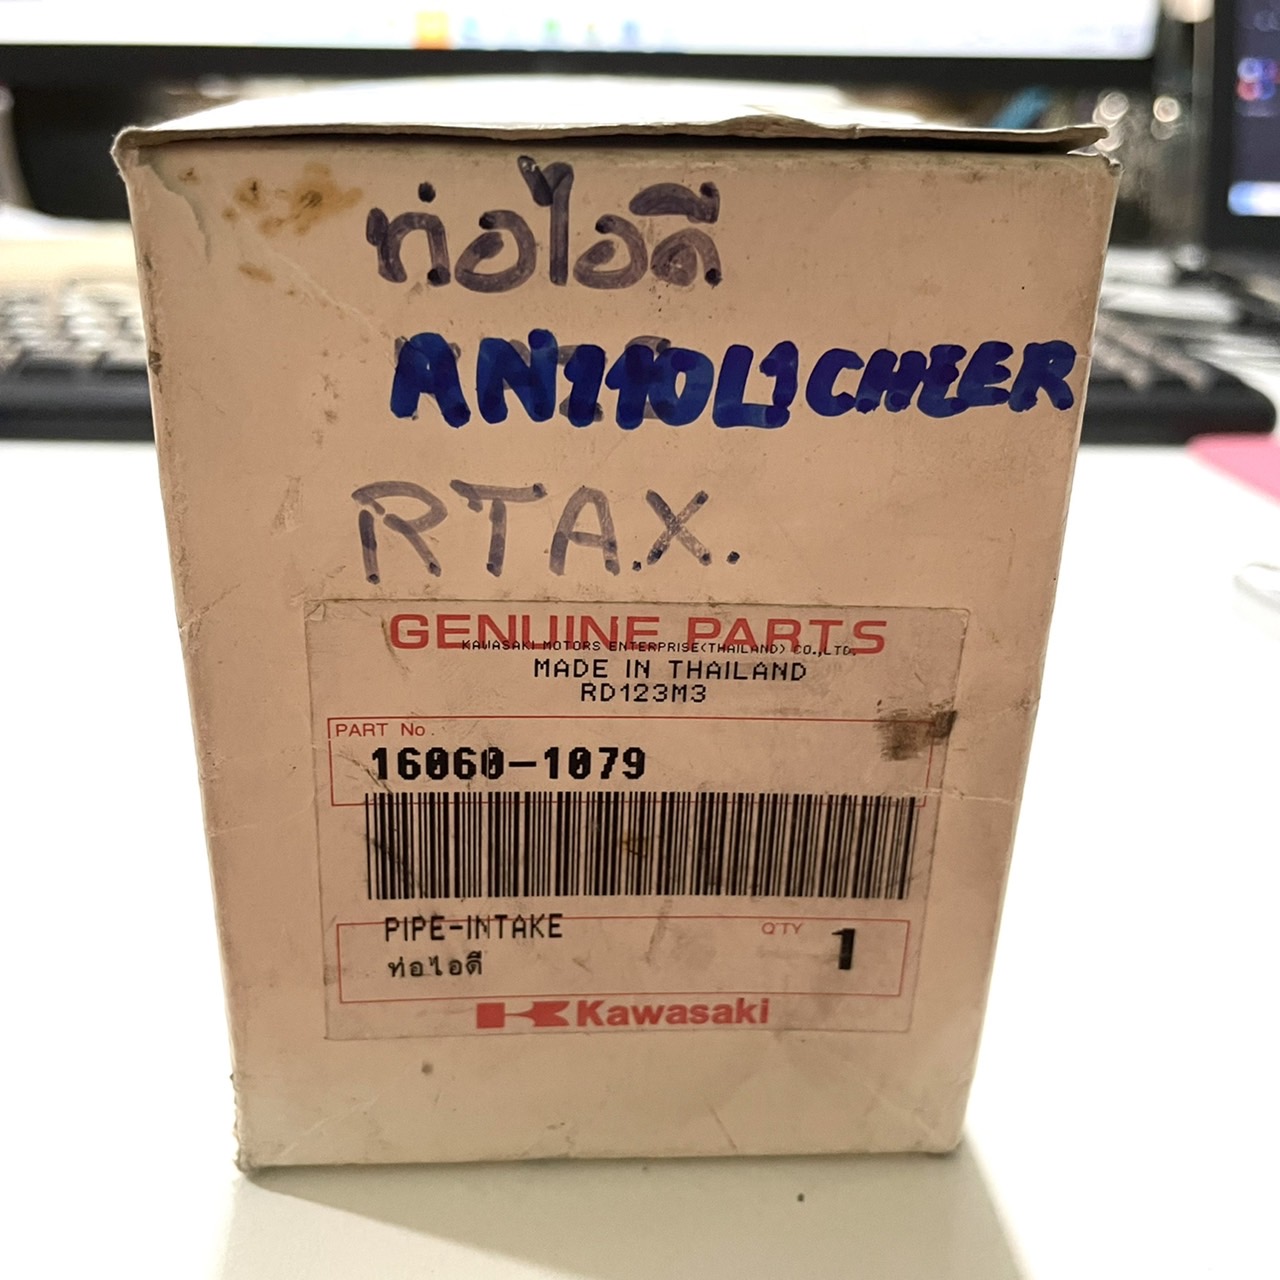 ท่อไอดี
AN110L1 CHEER
RTAX.
GENUINE PARTS
KAWASAKI MOTORS ENTERPRISE(THAILAND) CO.,LTD.
MADE IN THAILAND
RD123M3
PART No.
16060-1079
PIPE-INTAKE
Q'TY 1
ท่อไอดี
Kawasaki